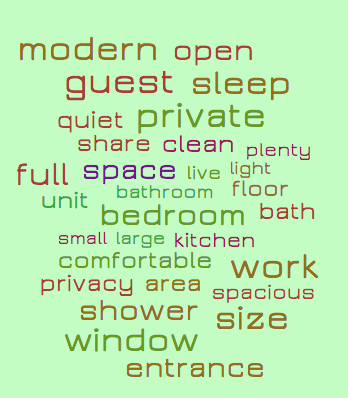 modern open
guest sleep
quiet private
share clean plenty
full space live light
unit bathroom floor
bedroom bath
small large kitchen
comfortable work
privacy area spacious
shower size
window
entrance